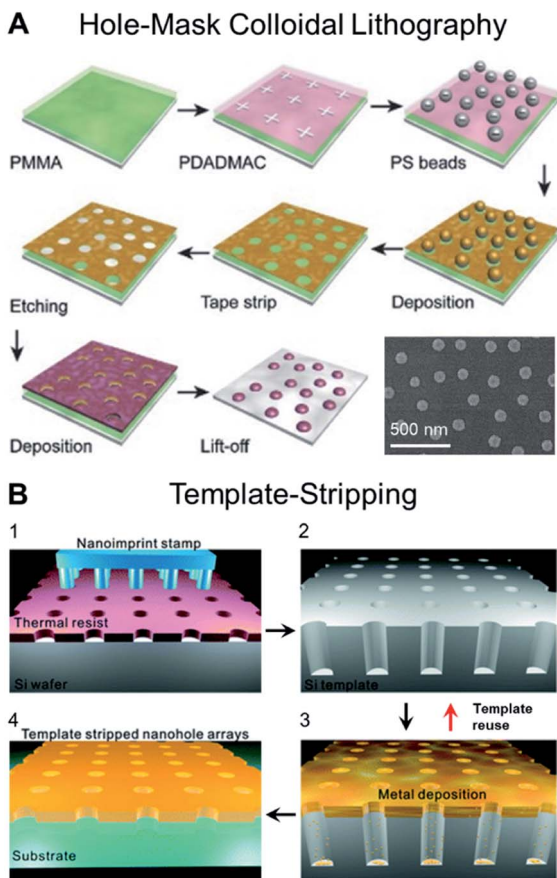 A Hole-Mask Colloidal Lithography
PMMA
PDADMAC
PS beads
Etching
Tape strip
Deposition
Deposition
Lift-off
500 nm
B Template-Stripping
1
Nanoimprint stamp
Thermal resist
Si wafer
2
Si template
Template
reuse
4
Template stripped nanohole arrays
Substrate
3
Metal deposition